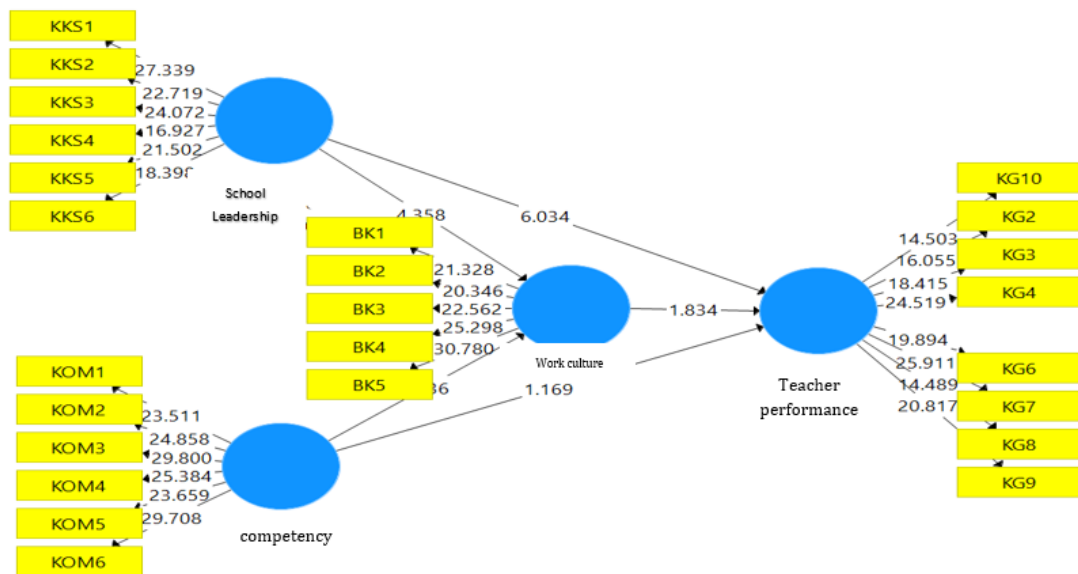 KKS1
KKS2
KKS3
KKS4
KKS5
KKS6
27.339
22.719
24.072
16.927
21.502
18.398
School
Leadership
4.358
6.034
BK1
BK2
BK3
BK4
BK5
21.328
20.346
22.562
25.298
30.780
Work culture
1.834
1.169
KOM1
KOM2
KOM3
KOM4
KOM5
KOM6
23.511
24.858
29.800
25.384
23.659
29.708
competency
Teacher
performance
14.503
16.055
18.415
24.519
19.894
25.911
14.489
20.817
KG10
KG2
KG3
KG4
KG6
KG7
KG8
KG9